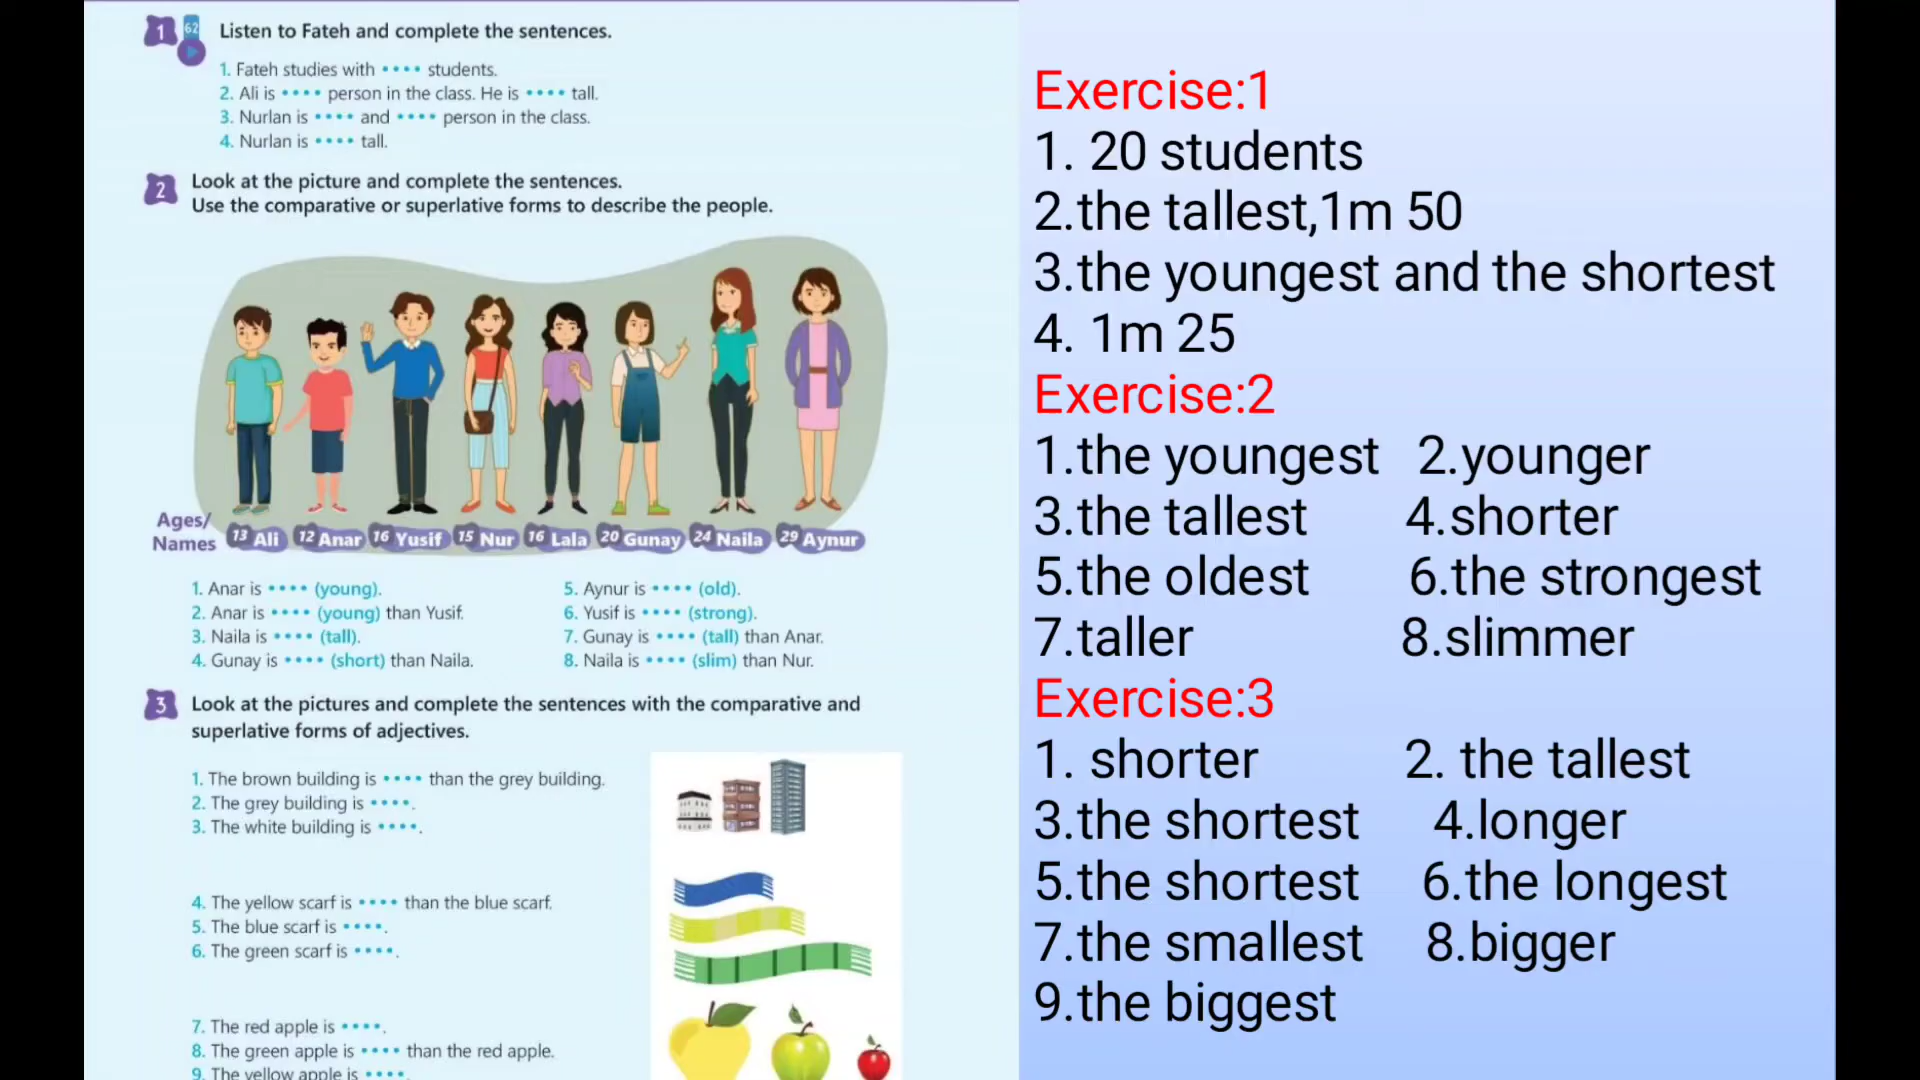 1 62 Listen to Fateh and complete the sentences.
1. Fateh studies with •••• students.
2. Ali is •••• person in the class. He is •••• tall.
3. Nurlan is •••• and •••• person in the class.
4. Nurlan is •••• tall.
2 Look at the picture and complete the sentences.
Use the comparative or superlative forms to describe the people.
Ages/
Names
13 Ali 12 Anar 16 Yusif 15 Nur 16 Lala 20 Gunay 24 Naila 29 Aynur
1. Anar is •••• (young).
2. Anar is •••• (young) than Yusif.
3. Naila is •••• (tall).
4. Gunay is •••• (short) than Naila.
5. Aynur is •••• (old).
6. Yusif is •••• (strong).
7. Gunay is •••• (tall) than Anar.
8. Naila is •••• (slim) than Nur.
3 Look at the pictures and complete the sentences with the comparative and
superlative forms of adjectives.
1. The brown building is •••• than the grey building.
2. The grey building is ••••.
3. The white building is ••••.
4. The yellow scarf is •••• than the blue scarf.
5. The blue scarf is ••••.
6. The green scarf is ••••.
7. The red apple is ••••.
8. The green apple is •••• than the red apple.
9. The yellow apple is ••••.
Exercise:1
1. 20 students
2.the tallest,1m 50
3.the youngest and the shortest
4. 1m 25
Exercise:2
1.the youngest 2.younger
3.the tallest 4.shorter
5.the oldest 6.the strongest
7.taller 8.slimmer
Exercise:3
1. shorter 2. the tallest
3.the shortest 4.longer
5.the shortest 6.the longest
7.the smallest 8.bigger
9.the biggest